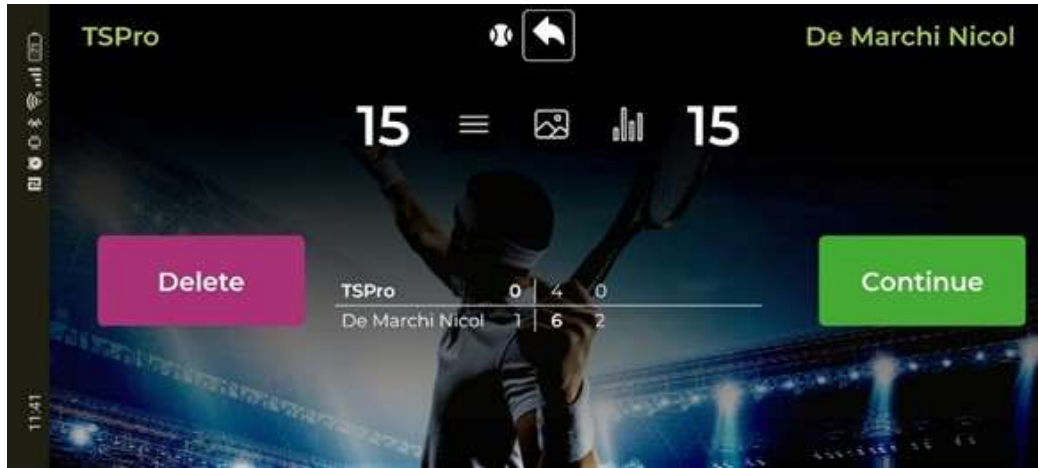 TSPro
De Marchi Nicol
15 15
Delete
Continue
TSPro 0 4 0
De Marchi Nicol 1 6 2
11:41
21